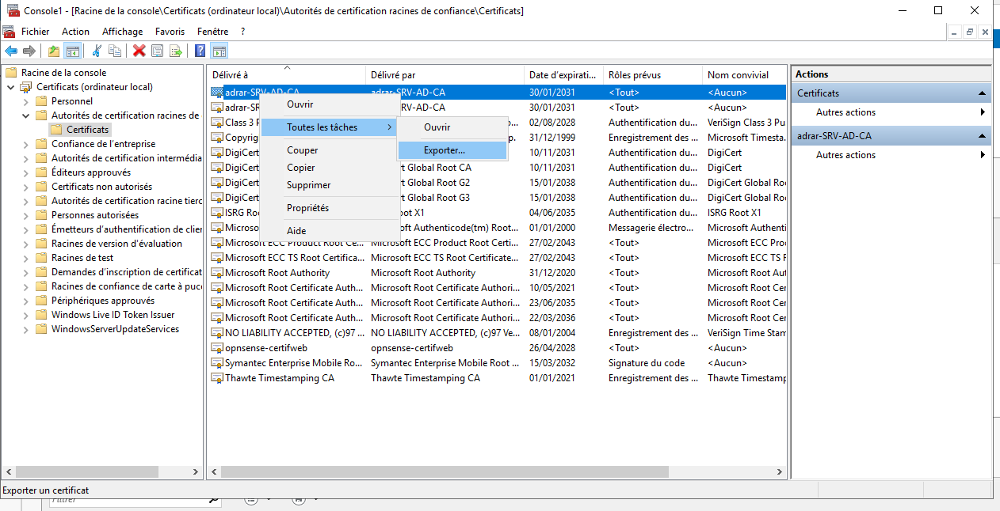 Console1 - [Racine de la console\Certificats (ordinateur local)\Autorités de certification racines de confiance\Certificats]
Fichier Action Affichage Favoris Fenêtre ?
Racine de la console
Certificats (ordinateur local)
Personnel
Autorités de certification racines de
Certificats
Confiance de l'entreprise
Autorités de certification intermédia
Éditeurs approuvés
Certificats non autorisés
Autorités de certification racine tierc
Personnes autorisées
Émetteurs d'authentification de clien
Racines de version d'évaluation
Racines de test
Demandes d'inscription de certificat
Racines de confiance de carte à puce
Périphériques approuvés
Windows Live ID Token Issuer
WindowsServerUpdateServices
Délivré à Délivré par Date d'expirati... Rôles prévus Nom convivial
adrar-SRV-AD-CA adrar-SRV-AD-CA 30/01/2031 <Tout> <Aucun>
adrar-SR V-AD-CA 30/01/2031 <Tout> <Aucun>
Class 3 P ... 02/08/2028 Authentification du... VeriSign Class 3 Pu
Copyrig p. 31/12/1999 Enregistrement des ... Microsoft Timesta...
DigiCert 10/11/2031 Authentification du... DigiCert
DigiCert rt Global Root CA 10/11/2031 Authentification du... DigiCert
DigiCert rt Global Root G2 15/01/2038 Authentification du... DigiCert Global Roo
DigiCert rt Global Root G3 15/01/2038 Authentification du... DigiCert Global Roo
ISRG Roo oot X1 04/06/2035 Authentification du... ISRG Root X1
Microso oft Authenticode(tm) Root... 01/01/2000 Messagerie électro... Microsoft Authenti
Microsoft ECC Product Root Ce... Microsoft ECC Product Root Certi... 27/02/2043 <Tout> Microsoft ECC Prod
Microsoft ECC TS Root Certifica... Microsoft ECC TS Root Certificate... 27/02/2043 <Tout> Microsoft ECC TS R
Microsoft Root Authority Microsoft Root Authority 31/12/2020 <Tout> Microsoft Root Aut
Microsoft Root Certificate Auth... Microsoft Root Certificate Authori... 10/05/2021 <Tout> Microsoft Root Cer
Microsoft Root Certificate Auth... Microsoft Root Certificate Authori... 23/06/2035 <Tout> Microsoft Root Cer
Microsoft Root Certificate Auth... Microsoft Root Certificate Authori... 22/03/2036 <Tout> Microsoft Root Cer
NO LIABILITY ACCEPTED, (c)97 ... NO LIABILITY ACCEPTED, (c)97 Ve... 08/01/2004 Enregistrement des ... VeriSign Time Stam
opnsense-certifweb opnsense-certifweb 26/04/2028 <Tout> <Aucun>
Symantec Enterprise Mobile Ro... Symantec Enterprise Mobile Root ... 15/03/2032 Signature du code <Aucun>
Thawte Timestamping CA Thawte Timestamping CA 01/01/2021 Enregistrement des ... Thawte Timestamp
Ouvrir
Toutes les tâches
Couper
Copier
Supprimer
Propriétés
Aide
Ouvrir
Exporter...
Actions
Certificats
Autres actions
adrar-SRV-AD-CA
Autres actions
Exporter un certificat
Filtrer